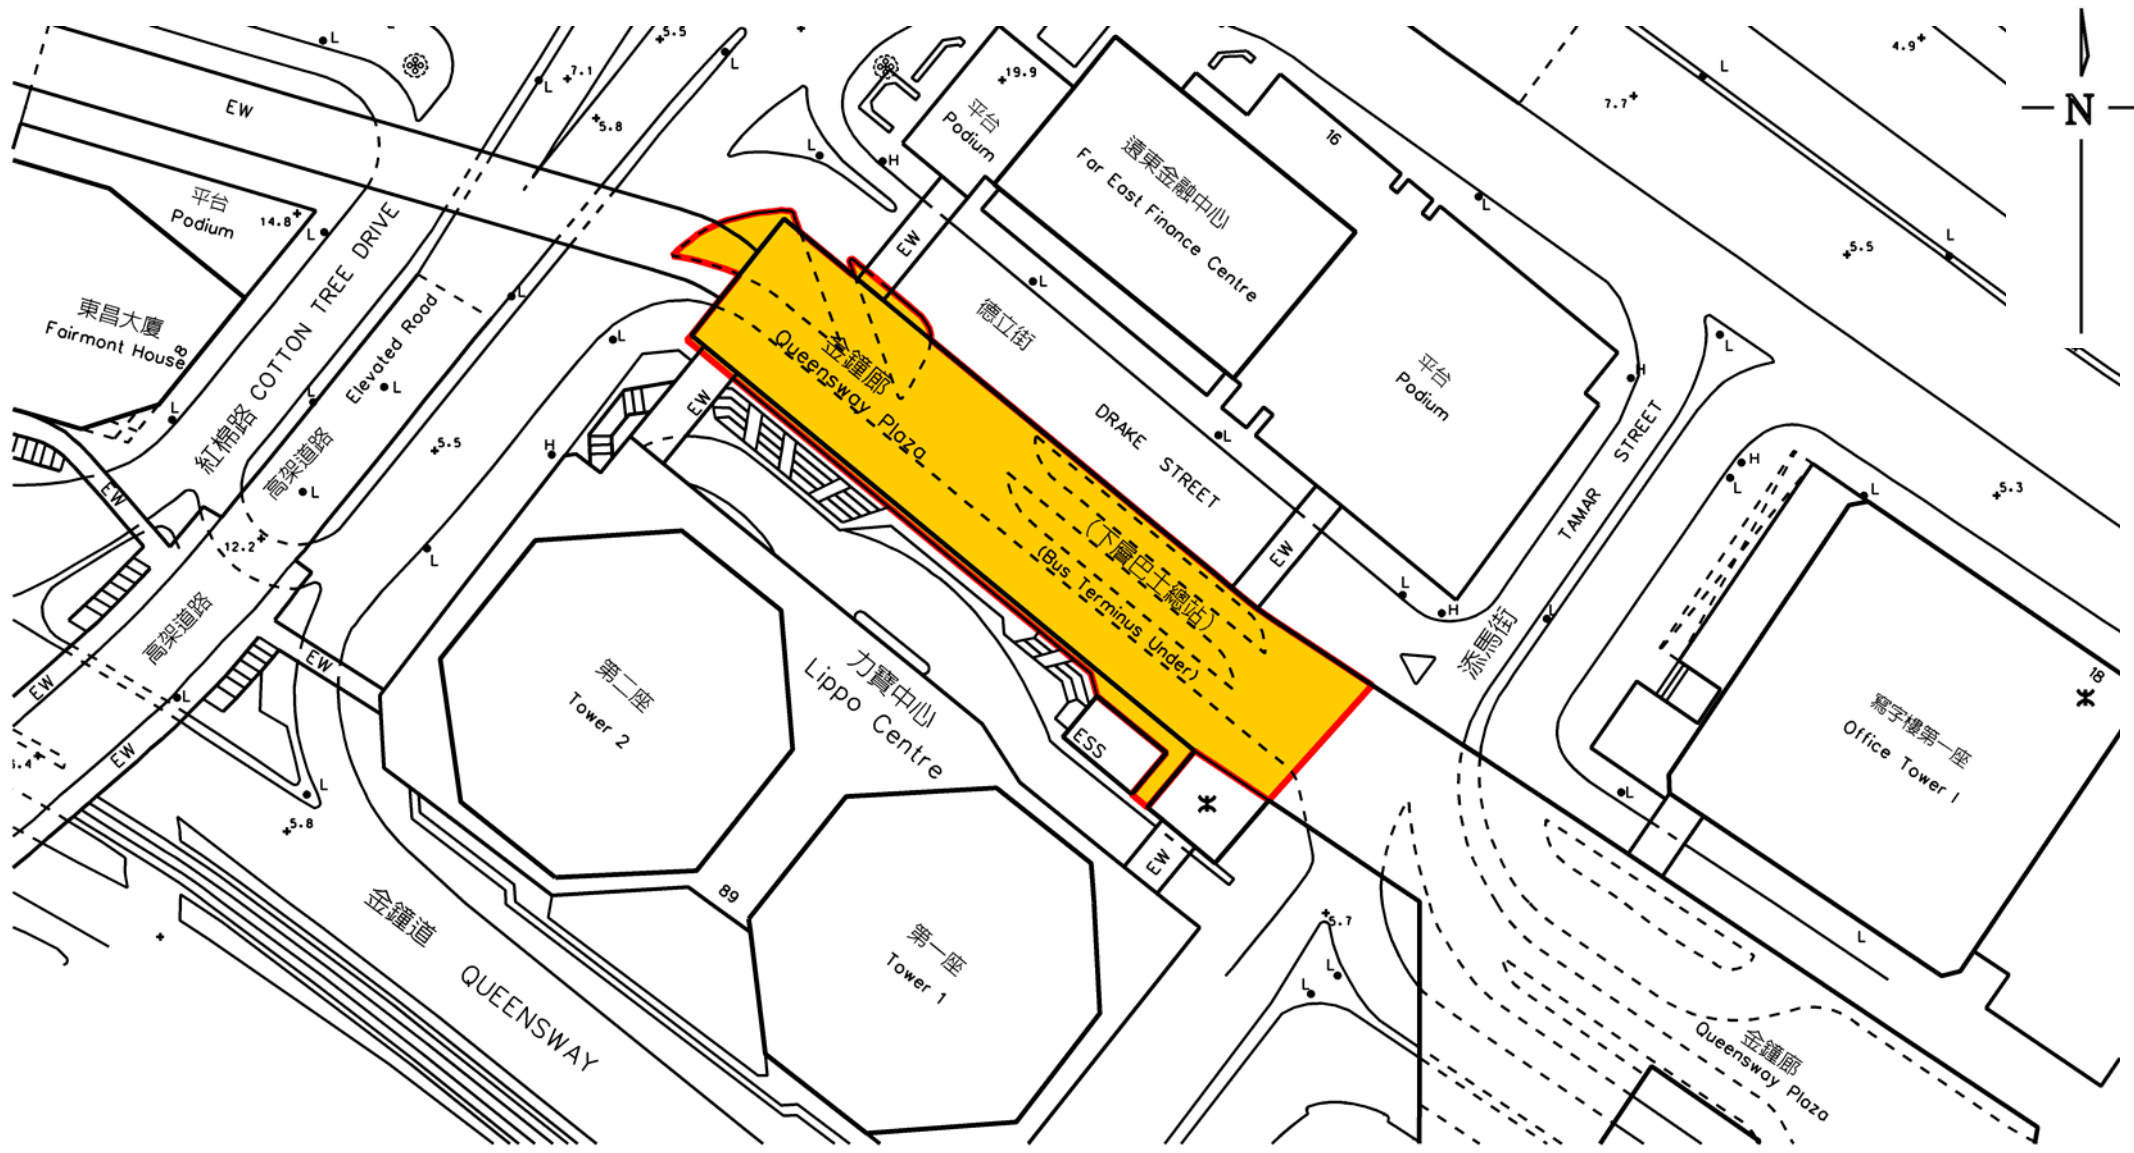 L
5.5
4.9
N
7.1
L
L
19.9
L
7.7
EW
5.8
平台
Podium
16
遠東金融中心
Far East Finance Centre
L
H
平台
Podium
14.8
L
L
L
5.5
EW
紅棉路 COTTON TREE DRIVE
L
L
德立街
東昌大廈
Fairmont House
8
Elevated Road
L
L
金鐘廊
Queensway Plaza
平台
Podium
L
H
L
L
L
EW
DRAKE STREET
L
TAMAR STREET
高架道路
5.5
H
H
L
L
5.3
EW
L
12.2
L
(下層巴士總站)
(Bus Terminus Under)
EW
L
H
L
添馬街
高架道路
EW
EW
L
第二座
Tower 2
力寶中心
Lippo Centre
ESS
18
寫字樓第一座
Office Tower 1
EW
L
L
5.8
EW
89
金鐘道
QUEENSWAY
第一座
Tower 1
5.7
L
L
L
金鐘廊
Queensway Plaza